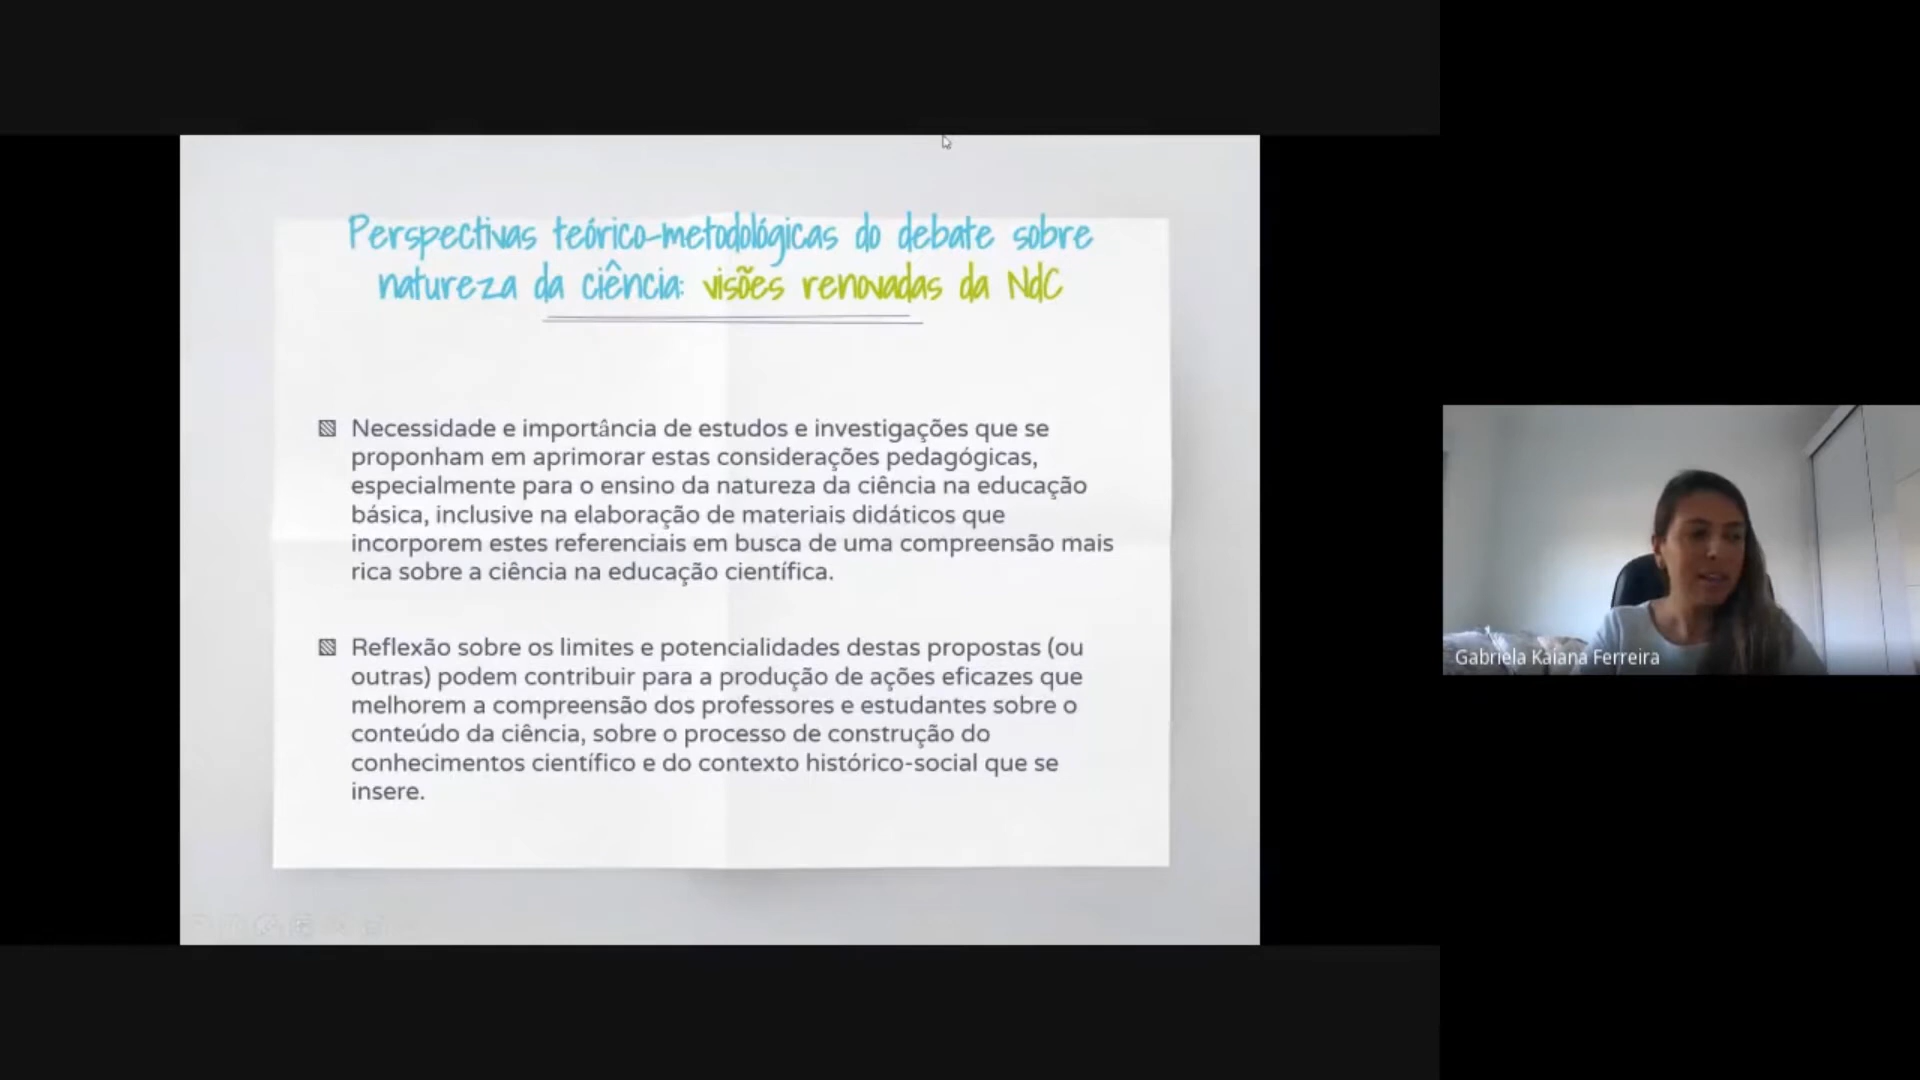 Perspectivas teórico-metodológicas do debate sobre
natureza da ciência: visões renovadas da NdC
Necessidade e importância de estudos e investigações que se
proponham em aprimorar estas considerações pedagógicas,
especialmente para o ensino da natureza da ciência na educação
básica, inclusive na elaboração de materiais didáticos que
incorporem estes referenciais em busca de uma compreensão mais
rica sobre a ciência na educação científica.
Reflexão sobre os limites e potencialidades destas propostas (ou
outras) podem contribuir para a produção de ações eficazes que
melhorem a compreensão dos professores e estudantes sobre o
conteúdo da ciência, sobre o processo de construção do
conhecimentos científico e do contexto histórico-social que se
insere.
Gabriela Kaiana Ferreira